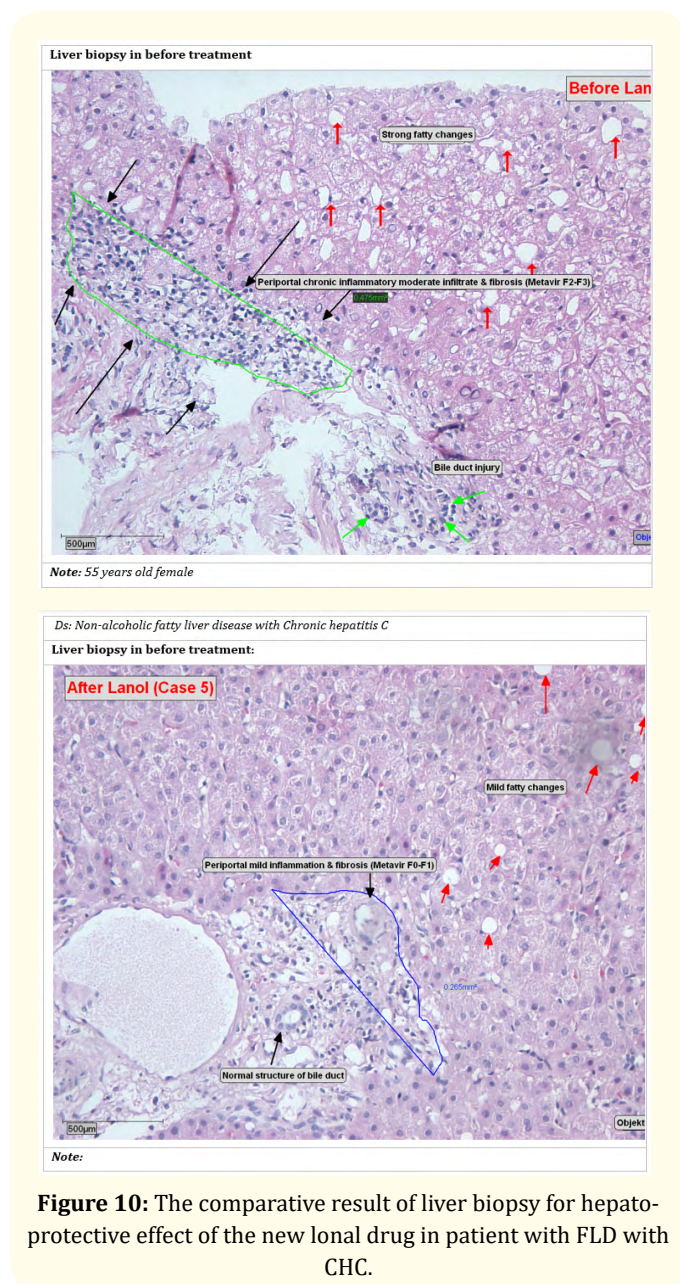 Liver biopsy in before treatment
Before Lan
Strong fatty changes
Periportal chronic inflammatory moderate infiltrate & fibrosis (Metavir F2-F3)
0.475mm²
Bile duct injury
500µm
Obje
Note: 55 years old female
Ds: Non-alcoholic fatty liver disease with Chronic hepatitis C
Liver biopsy in before treatment:
After Lanol (Case 5)
Mild fatty changes
Periportal mild inflammation & fibrosis (Metavir F0-F1)
0.265mm²
Normal structure of bile duct
500µm
Objekt
Note:
Figure 10: The comparative result of liver biopsy for hepato-
protective effect of the new lonal drug in patient with FLD with
CHC.